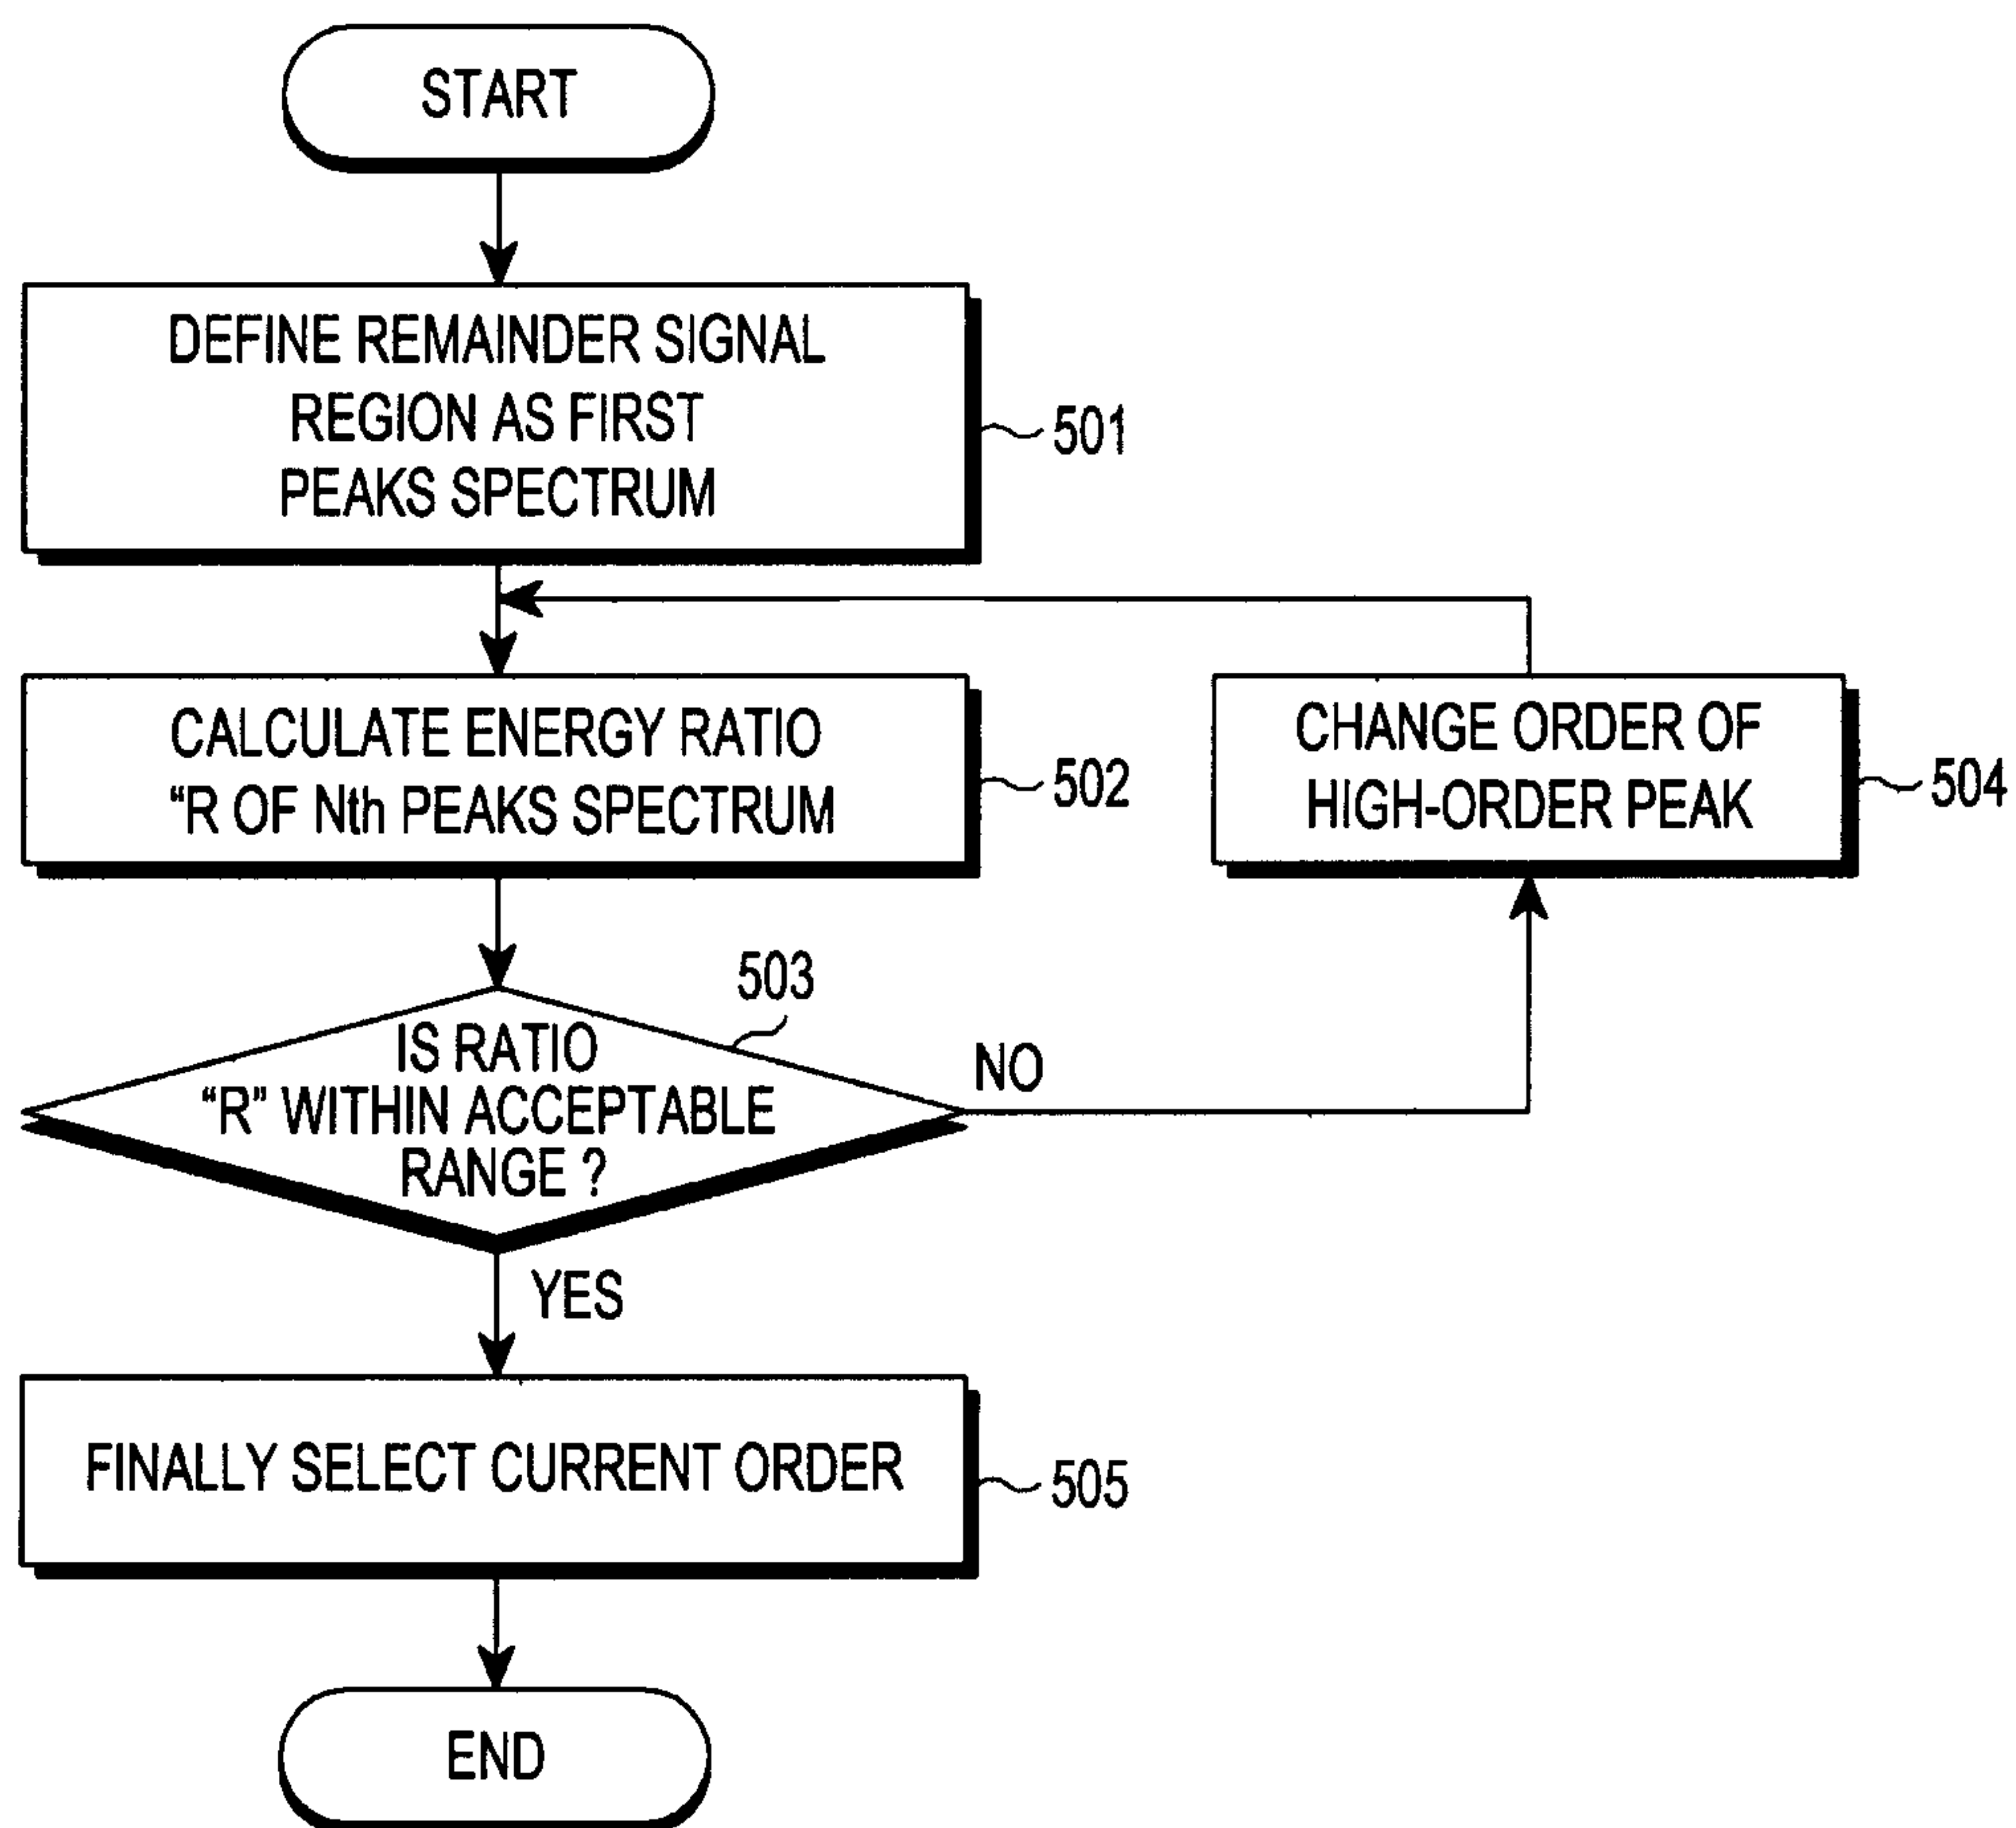 START
DEFINE REMAINDER SIGNAL
REGION AS FIRST
PEAKS SPECTRUM
501
CALCULATE ENERGY RATIO
“R OF Nth PEAKS SPECTRUM
502
CHANGE ORDER OF
HIGH-ORDER PEAK
504
503
IS RATIO
“R” WITHIN ACCEPTABLE
RANGE ?
NO
YES
FINALLY SELECT CURRENT ORDER
505
END